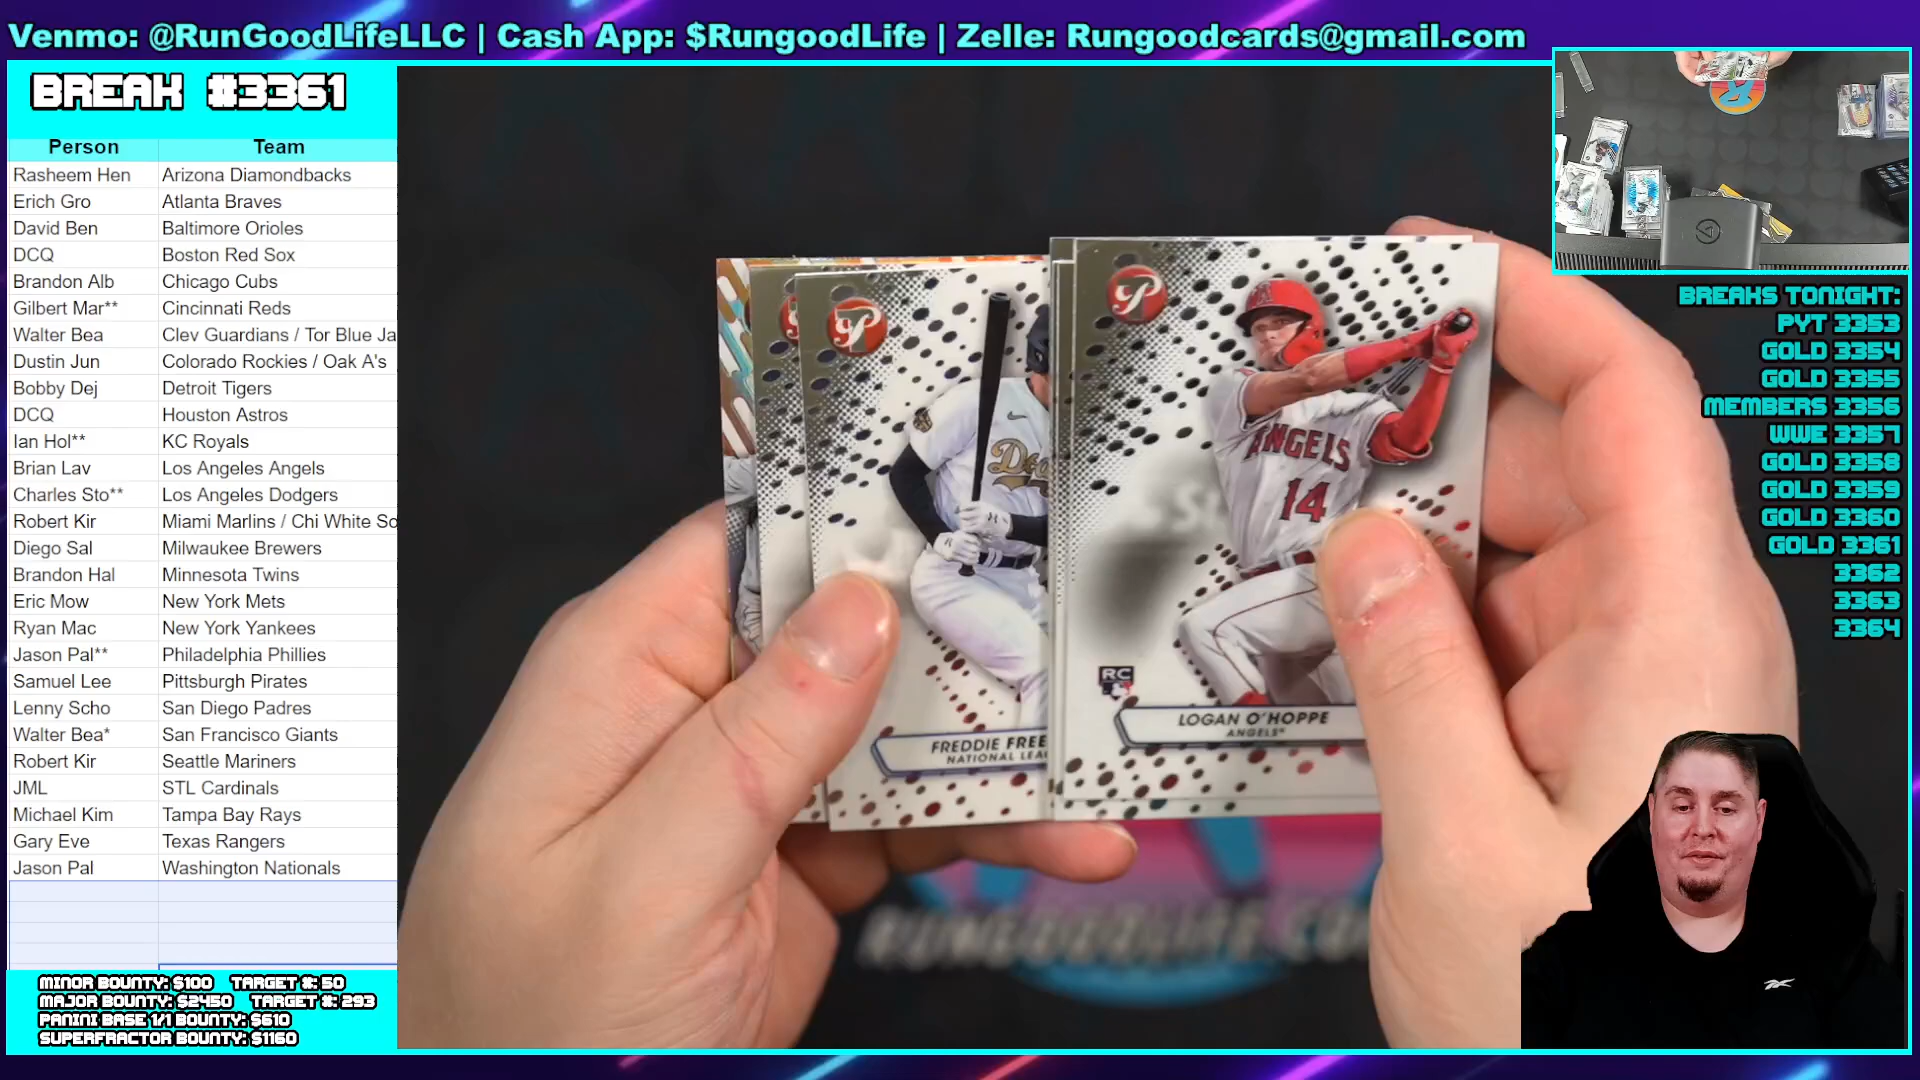 Venmo: @RunGoodLifeLLC | Cash App: $RungoodLife | Zelle: Rungoodcards@gmail.com
BREAK #3361
Person Team
Rasheem Hen Arizona Diamondbacks
Erich Gro Atlanta Braves
David Ben Baltimore Orioles
DCQ Boston Red Sox
Brandon Alb Chicago Cubs
Gilbert Mar** Cincinnati Reds
Walter Bea Clev Guardians / Tor Blue Ja
Dustin Jun Colorado Rockies / Oak A's
Bobby Dej Detroit Tigers
DCQ Houston Astros
Ian Hol** KC Royals
Brian Lav Los Angeles Angels
Charles Sto** Los Angeles Dodgers
Robert Kir Miami Marlins / Chi White So
Diego Sal Milwaukee Brewers
Brandon Hal Minnesota Twins
Eric Mow New York Mets
Ryan Mac New York Yankees
Jason Pal** Philadelphia Phillies
Samuel Lee Pittsburgh Pirates
Lenny Scho San Diego Padres
Walter Bea* San Francisco Giants
Robert Kir Seattle Mariners
JML STL Cardinals
Michael Kim Tampa Bay Rays
Gary Eve Texas Rangers
Jason Pal Washington Nationals
MINOR BOUNTY: $100 TARGET #: 50
MAJOR BOUNTY: $2450 TARGET #: 293
PANINI BASE 1/1 BOUNTY: $610
SUPERFRACTOR BOUNTY: $1160
FREDDIE FREE
NATIONAL LEA
ANGELS
14
RC
LOGAN O'HOPPE
ANGELS
RUNGOODLIFE.CO
BREAKS TONIGHT:
PYT 3353
GOLD 3354
GOLD 3355
MEMBERS 3356
WWE 3357
GOLD 3358
GOLD 3359
GOLD 3360
GOLD 3361
3362
3363
3364